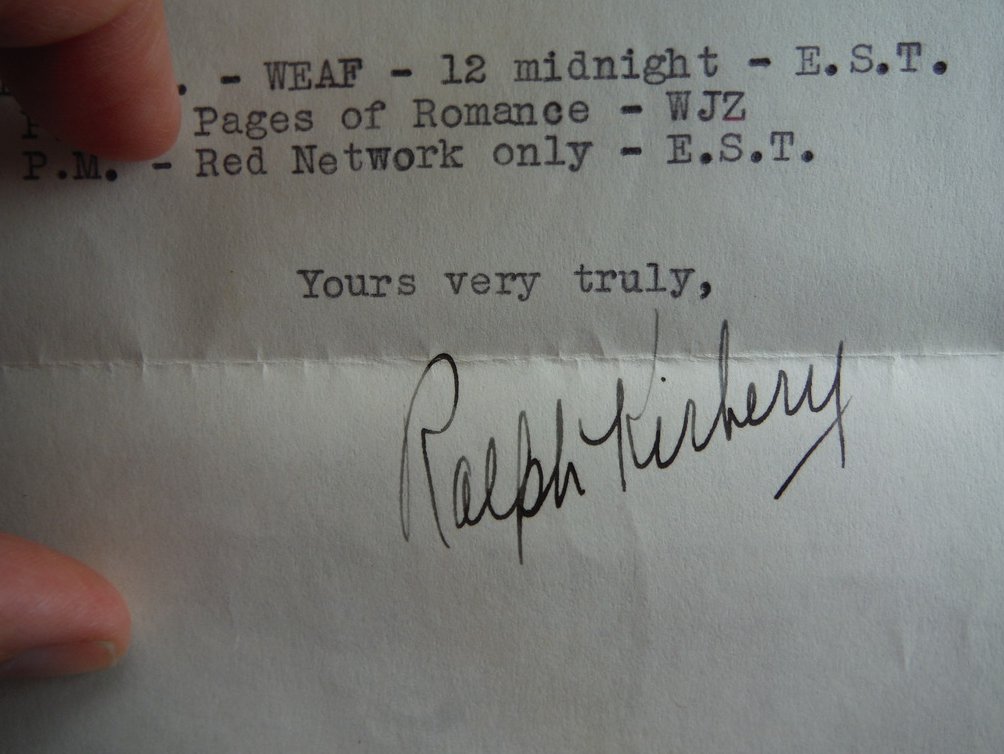 . - WEAF - 12 midnight - E.S.T.
Pages of Romance - WJZ
P.M. - Red Network only - E.S.T.
Yours very truly,
Ralph Kirbery